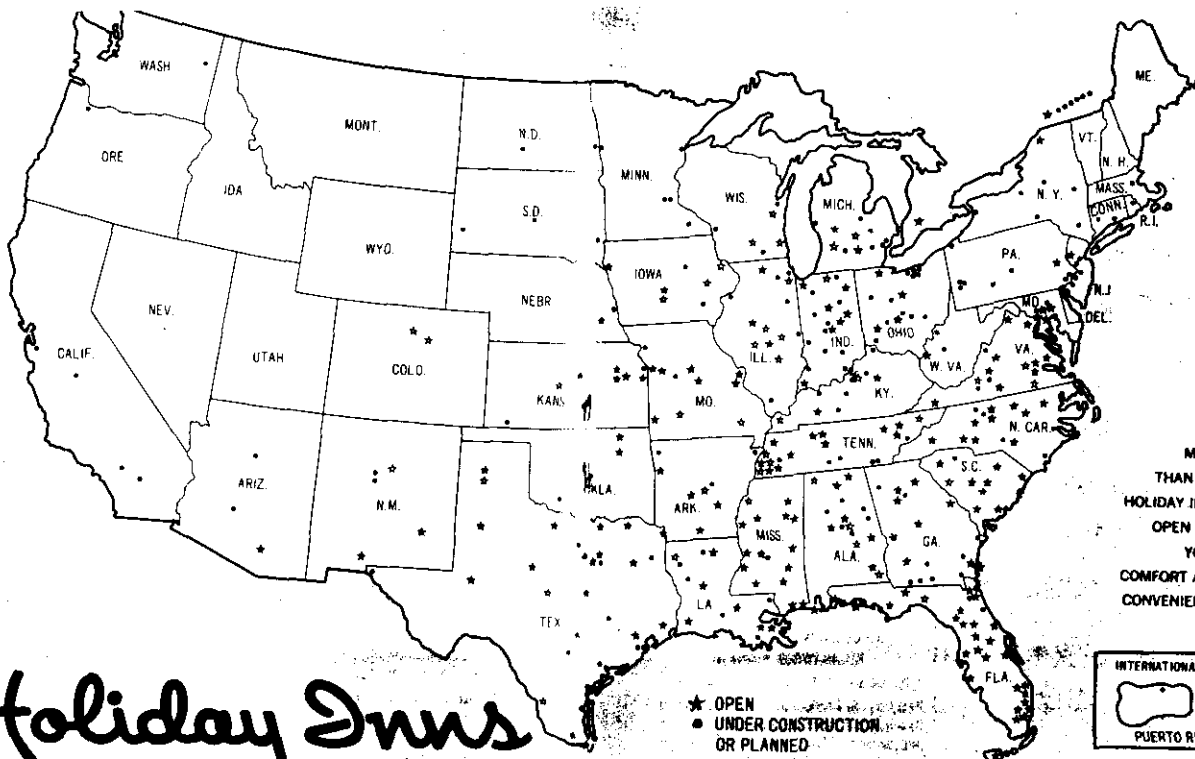 WASH
ORE
IDA
MONT.
N.D.
S.D.
MINN.
WIS.
MICH.
ME.
VT.
N. H.
MASS.
CONN.
R.I.
N. Y.
PA.
N.J
MD.
DEL.
WYO.
NEBR
IOWA
ILL.
IND.
OHIO
W. VA.
VA.
NEV.
CALIF.
UTAH
COLO.
KANS
MO.
KY.
N. CAR.
TENN.
S.C.
ARIZ.
N.M.
OKLA.
ARK.
MISS.
ALA.
GA.
TEX
LA
FLA.
THAN
HOLIDAY
OPEN
COMFORT
Holiday Inns
★ OPEN
• UNDER CONSTRUCTION
OR PLANNED
PUERTO